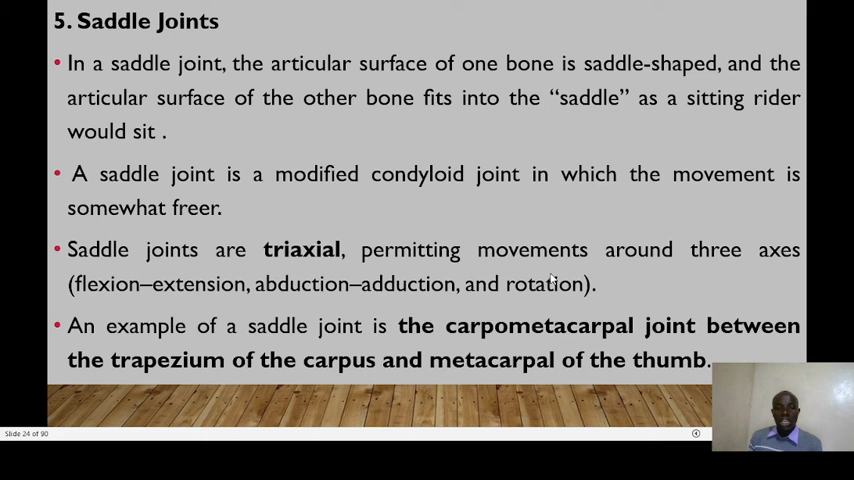 5. Saddle Joints
• In a saddle joint, the articular surface of one bone is saddle-shaped, and the
articular surface of the other bone fits into the “saddle” as a sitting rider
would sit .
• A saddle joint is a modified condyloid joint in which the movement is
somewhat freer.
• Saddle joints are triaxial, permitting movements around three axes
(flexion–extension, abduction–adduction, and rotation).
• An example of a saddle joint is the carpometacarpal joint between
the trapezium of the carpus and metacarpal of the thumb.
Slide 24 of 90